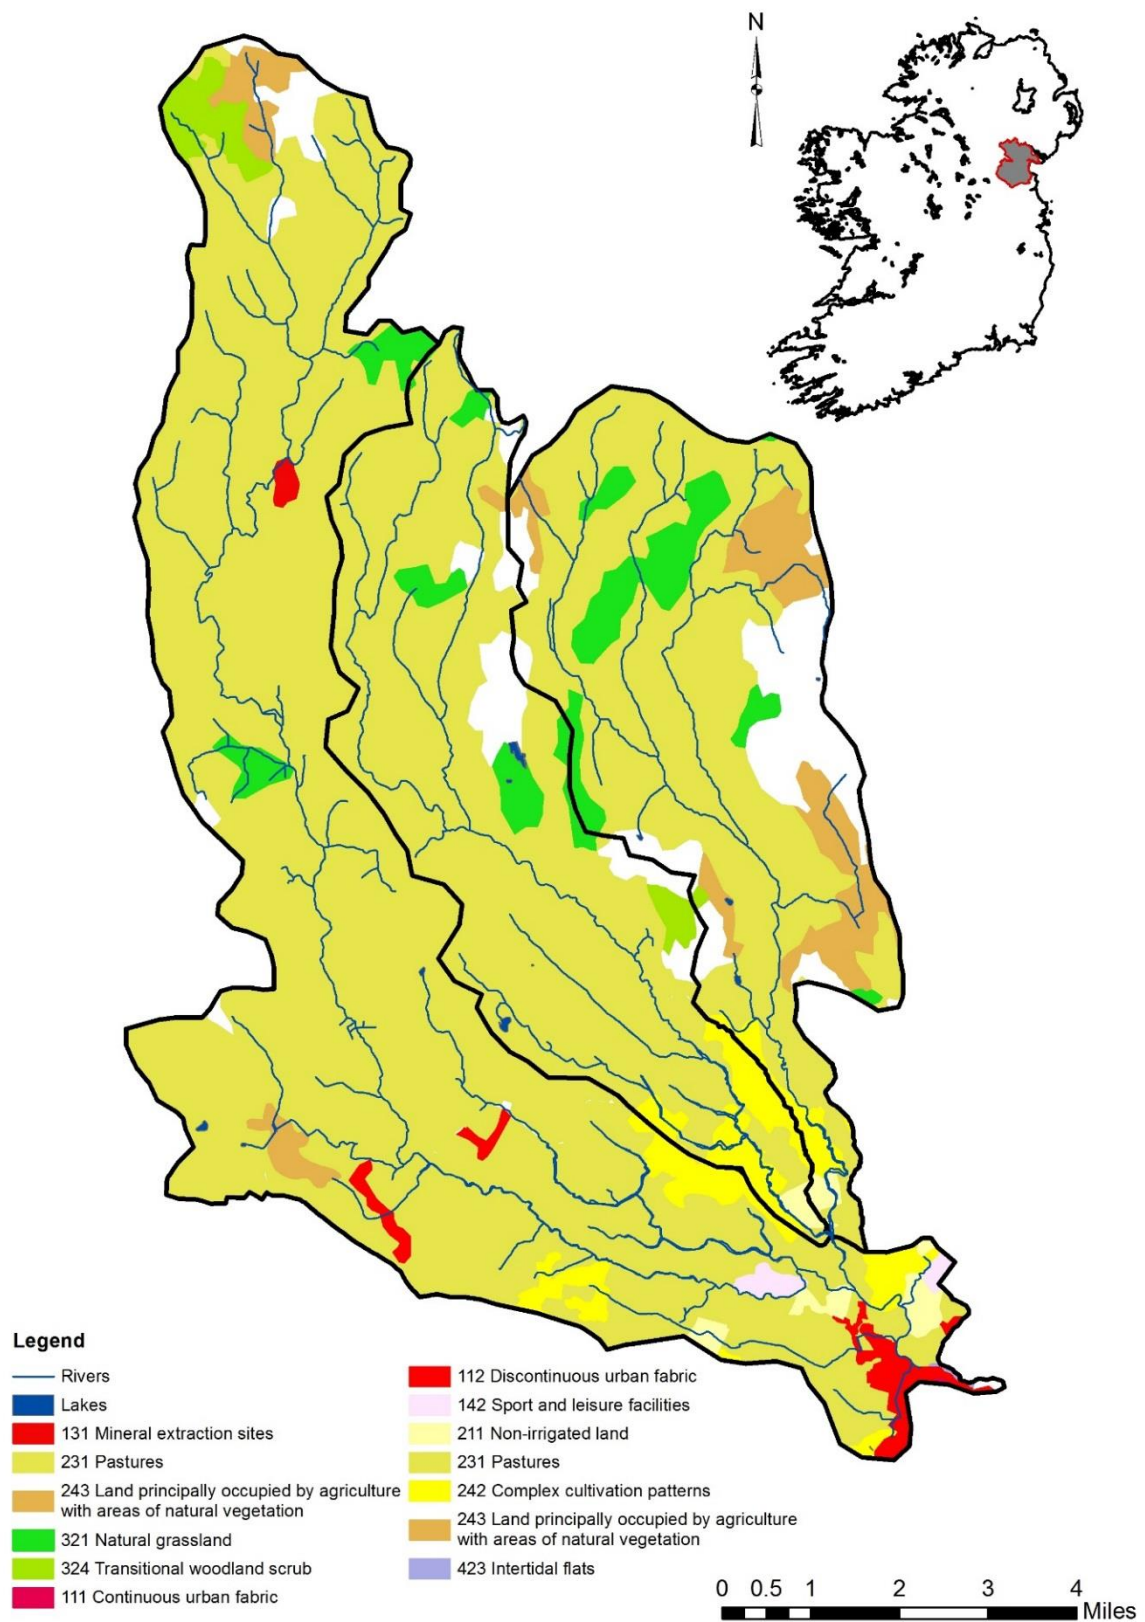 N
Legend
Rivers
Lakes
131 Mineral extraction sites
231 Pastures
243 Land principally occupied by agriculture
with areas of natural vegetation
321 Natural grassland
324 Transitional woodland scrub
111 Continuous urban fabric
112 Discontinuous urban fabric
142 Sport and leisure facilities
211 Non-irrigated land
231 Pastures
242 Complex cultivation patterns
243 Land principally occupied by agriculture
with areas of natural vegetation
423 Intertidal flats
0 0.5 1 2 3 4
Miles